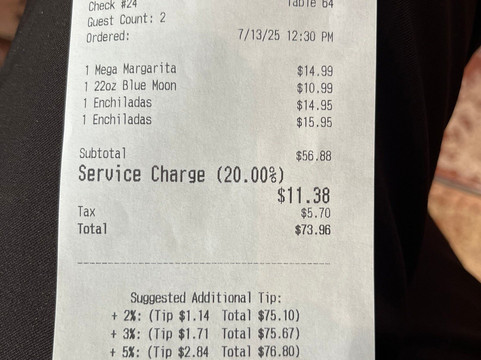 Check #24 Table 64
Guest Count: 2
Ordered: 7/13/25 12:30 PM
1 Mega Margarita $14.99
1 22oz Blue Moon $10.99
1 Enchiladas $14.95
1 Enchiladas $15.95
Subtotal $56.88
Service Charge (20.00%)
$11.38
Tax $5.70
Total $73.96
Suggested Additional Tip:
+ 2%: (Tip $1.14 Total $75.10)
+ 3%: (Tip $1.71 Total $75.67)
+ 5%: (Tip $2.84 Total $76.80)